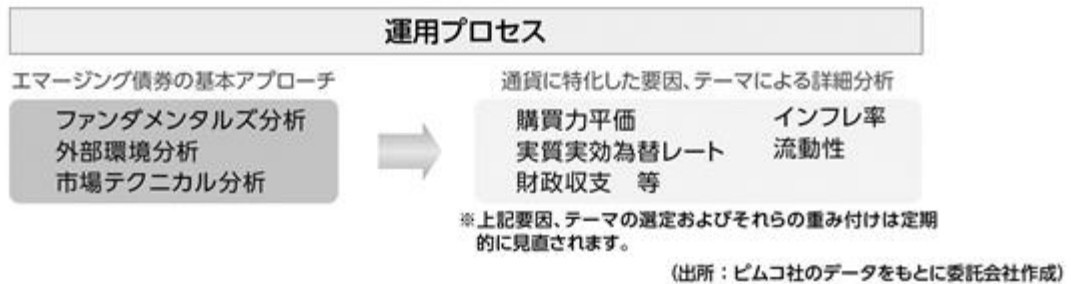 運用プロセス
エマージング債券の基本アプローチ
ファンダメンタルズ分析
外部環境分析
市場テクニカル分析
通貨に特化した要因、テーマによる詳細分析
購買力平価 インフレ率
実質実効為替レート 流動性
財政収支 等
※上記要因、テーマの選定およびそれらの重み付けは定期
的に見直されます。
(出所:ピムコ社のデータをもとに委託会社作成)